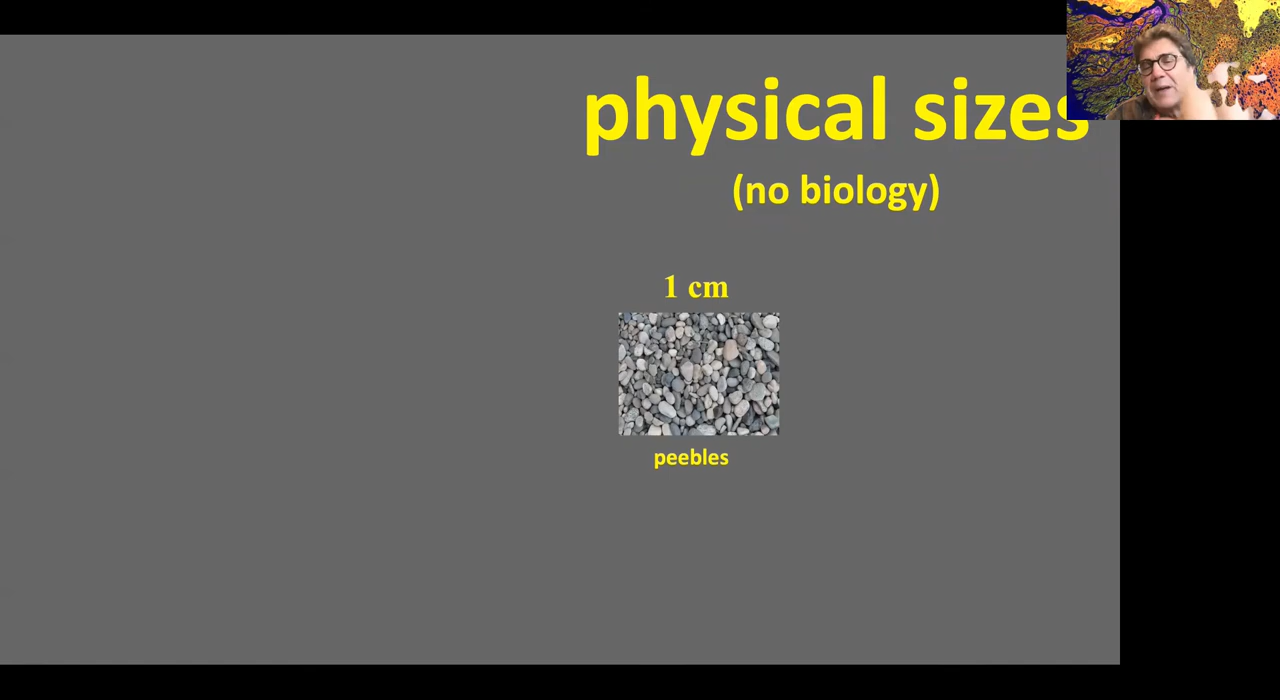 physical sizes
(no biology)
1 cm
peebles